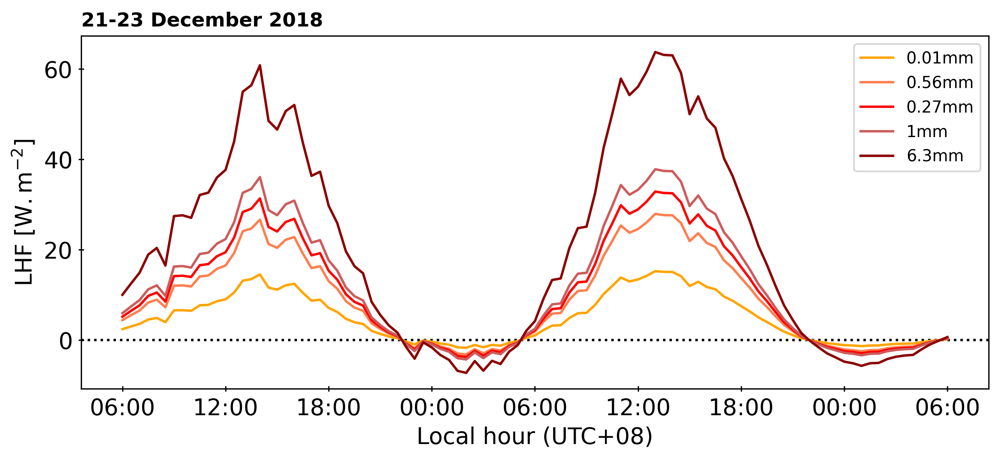 21-23 December 2018
LHF [W.m⁻²]
60
40
20
0
0.01mm
0.56mm
0.27mm
1mm
6.3mm
06:00 12:00 18:00 00:00 06:00 12:00 18:00 00:00 06:00
Local hour (UTC+08)